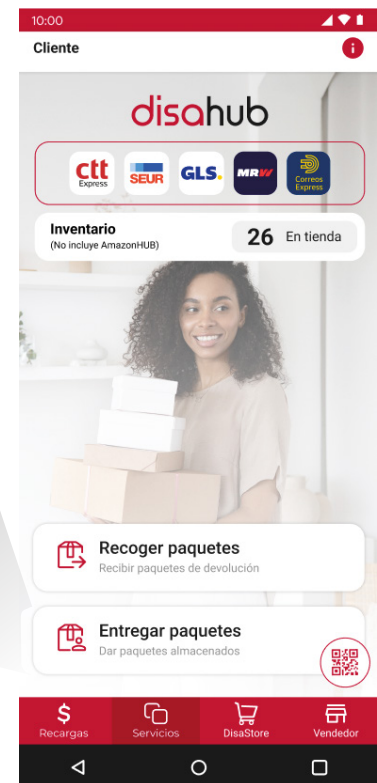 10:00
Cliente
disahub
ctt
Express
SEUR
GLS.
MRW
Correos
Express
Inventario
(No incluye AmazonHUB)
26 En tienda
Recoger paquetes
Recibir paquetes de devolución
Entregar paquetes
Dar paquetes almacenados
Recargas
Servicios
DisaStore
Vendedor